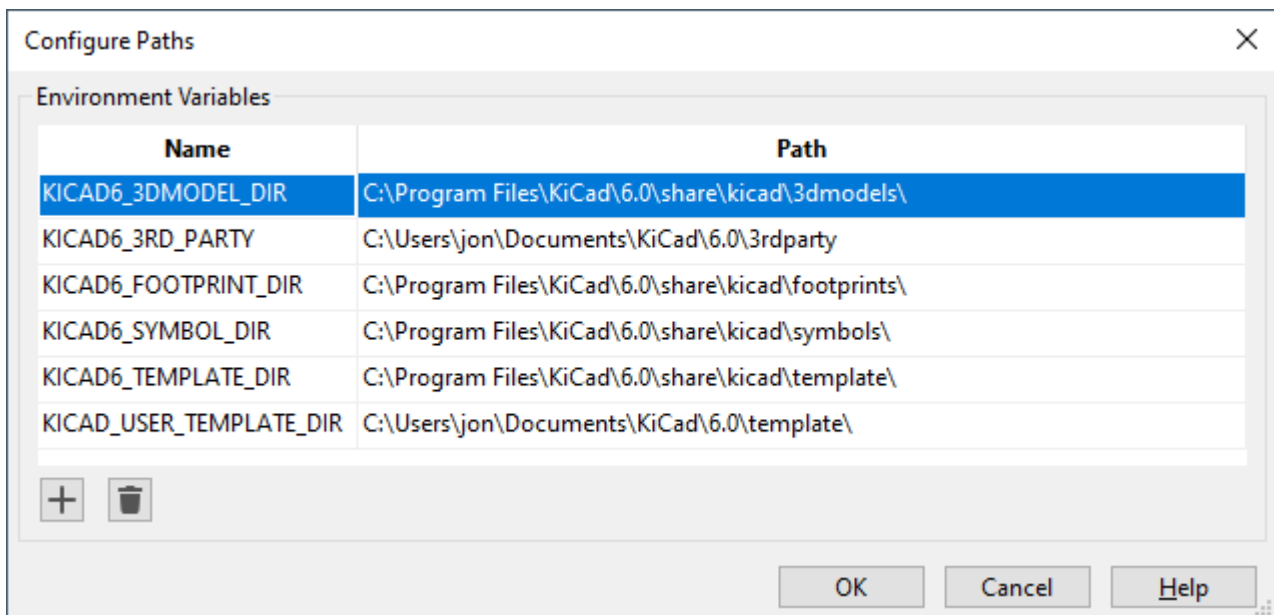 Configure Paths
Environment Variables
Name Path
KICAD6_3DMODEL_DIR C:\Program Files\KiCad\6.0\share\kicad\3dmodels\
KICAD6_3RD_PARTY C:\Users\jon\Documents\KiCad\6.0\3rdparty
KICAD6_FOOTPRINT_DIR C:\Program Files\KiCad\6.0\share\kicad\footprints\
KICAD6_SYMBOL_DIR C:\Program Files\KiCad\6.0\share\kicad\symbols\
KICAD6_TEMPLATE_DIR C:\Program Files\KiCad\6.0\share\kicad\template\
KICAD_USER_TEMPLATE_DIR C:\Users\jon\Documents\KiCad\6.0\template\
OK Cancel Help